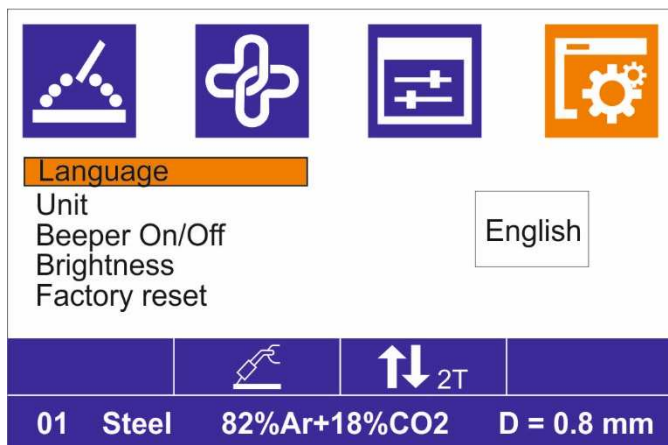 Language
Unit
Beeper On/Off
Brightness
Factory reset
English
2T
01 Steel 82%Ar+18%CO2 D = 0.8 mm